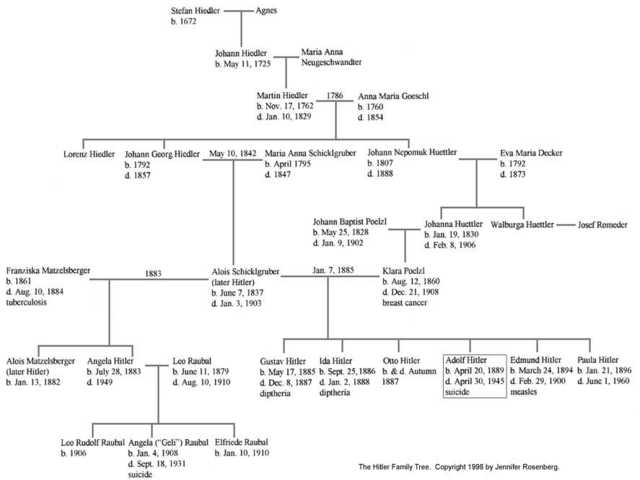 Stefan Hiedler
b. 1672
Agnes
Johann Hiedler
b. May 11, 1725
Maria Anna
Neugeschwandter
Martin Hiedler
b. Nov. 17, 1762
d. Jan. 10, 1829
1786
Anna Maria Goeschl
b. 1760
d. 1854
Lorenz Hiedler
Johann Georg Hiedler
b. 1792
d. 1857
May 10, 1842
Maria Anna Schicklgruber
b. April 1795
d. 1847
Johann Nepomuk Huettler
b. 1807
d. 1888
Eva Maria Decker
b. 1792
d. 1873
Johann Baptist Poelzl
b. May 25, 1828
d. Jan. 9, 1902
Johanna Huettler
b. Jan. 19, 1830
d. Feb. 8, 1906
Walburga Huettler
Josef Romeder
Franziska Matzelsberger
b. 1861
d. Aug. 10, 1884
tuberculosis
1883
Alois Schicklgruber
(later Hitler)
b. June 7, 1837
d. Jan. 3, 1903
Jan. 7, 1885
Klara Poelzl
b. Aug. 12, 1860
d. Dec. 21, 1908
breast cancer
Alois Matzelsberger
(later Hitler)
b. Jan. 13, 1882
Angela Hitler
b. July 28, 1883
d. 1949
Leo Raubal
b. June 11, 1879
d. Aug. 10, 1910
Gustav Hitler
b. May 17, 1885
d. Dec. 8, 1887
diptheria
Ida Hitler
b. Sept. 25,1886
d. Jan. 2, 1888
diptheria
Otto Hitler
b. & d. Autumn
1887
Adolf Hitler
b. April 20, 1889
d. April 30, 1945
suicide
Edmund Hitler
b. March 24, 1894
d. Feb. 29, 1900
measles
Paula Hitler
b. Jan. 21, 1896
d. June 1, 1960
Leo Rudolf Raubal
b. 1906
Angela ("Geli") Raubal
b. Jan. 4, 1908
d. Sept. 18, 1931
suicide
Elfriede Raubal
b. Jan. 10, 1910
The Hitler Family Tree. Copyright 1998 by Jennifer Rosenberg.